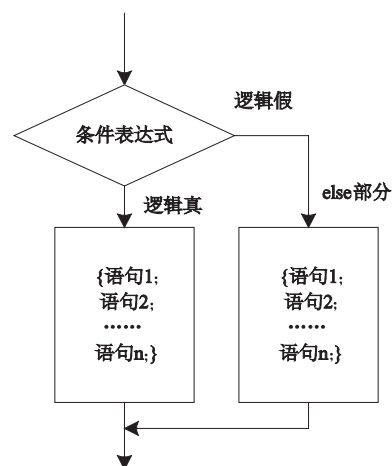 逻辑假
条件表达式
逻辑真
else部分
{语句1;
语句2;
……
语句n;}
{语句1;
语句2;
……
语句n;}